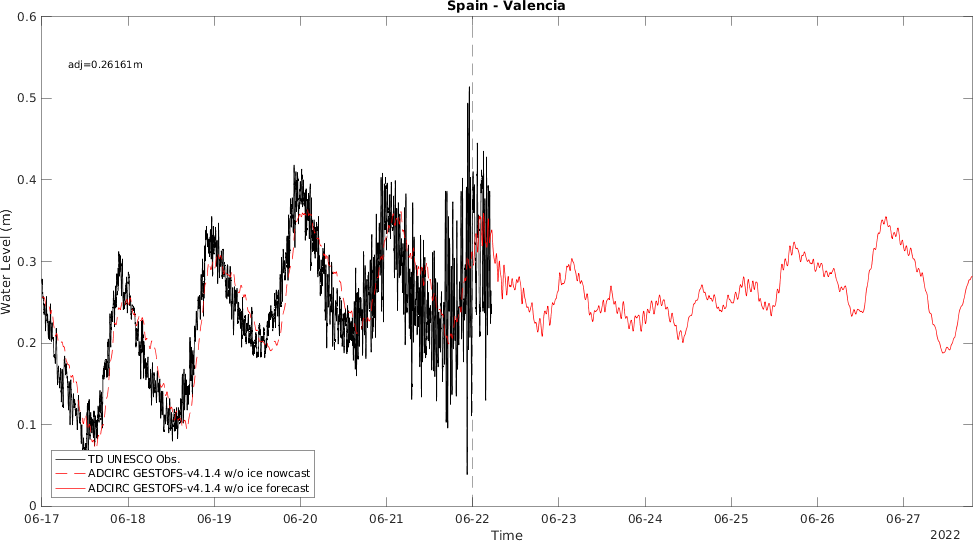 Spain - Valencia
0.6
adj=0.26161m
0.5
0.4
0.3
0.2
0.1
0
Water Level (m)
TD UNESCO Obs.
ADCIRC GESTOFS-v4.1.4 w/o ice nowcast
ADCIRC GESTOFS-v4.1.4 w/o ice forecast
06-17 06-18 06-19 06-20 06-21 06-22 06-23 06-24 06-25 06-26 06-27
Time
2022